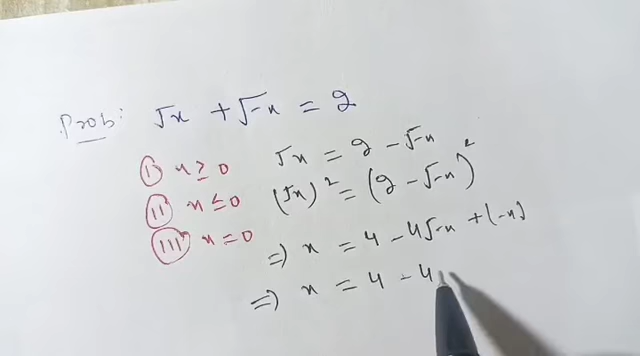 Prob: √x + √-x = 2
(I) x ≥ 0
(II) x ≤ 0
(III) x = 0
√x = 2 - √-x
(√x)² = (2 - √-x)²
⇒ x = 4 - 4√-x + (-x)
⇒ x = 4 - 4